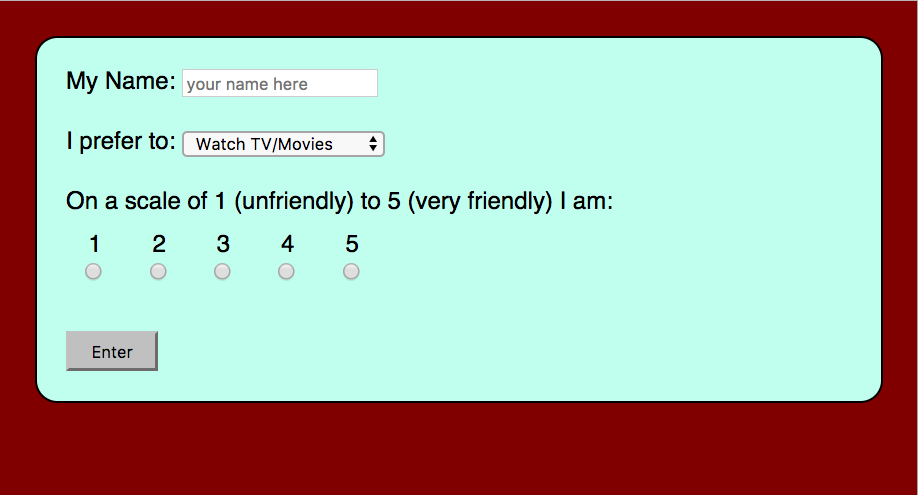 My Name: your name here
I prefer to: Watch TV/Movies
On a scale of 1 (unfriendly) to 5 (very friendly) I am:
1 2 3 4 5
Enter